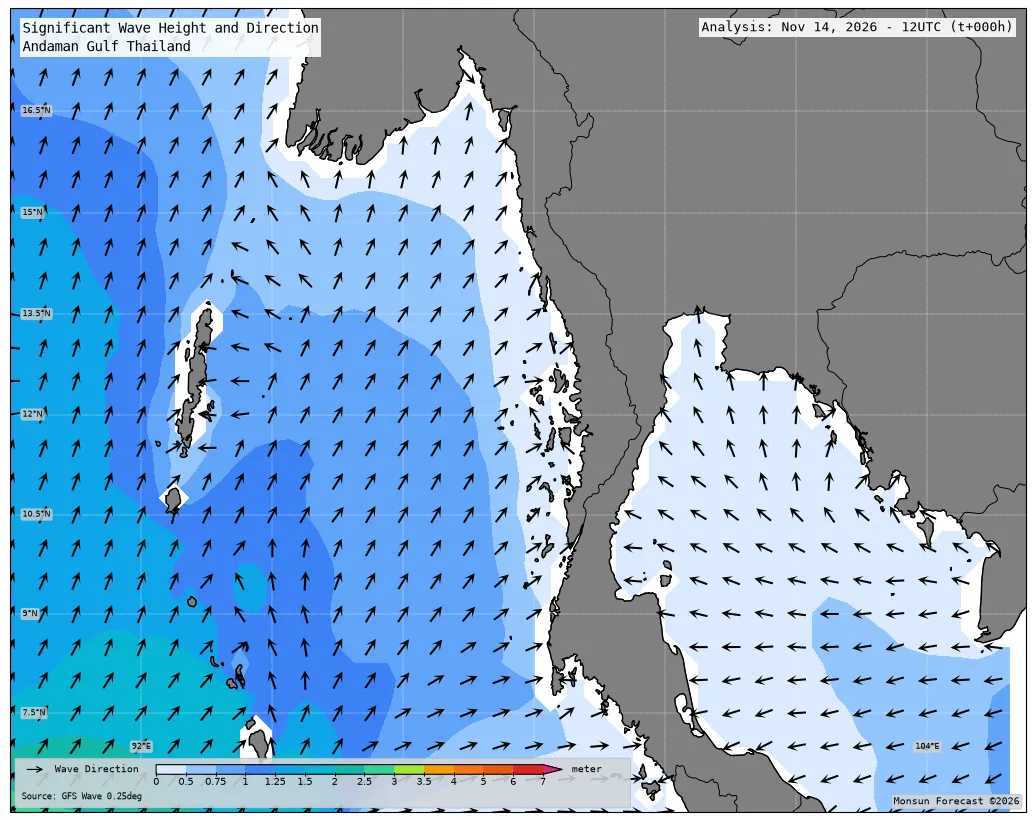 Significant Wave Height and Direction
Andaman Gulf Thailand
Analysis: Nov 14, 2026 - 12UTC (t+000h)
16.5°N
15°N
13.5°N
12°N
10.5°N
9°N
7.5°N
92°E
104°E
Wave Direction
0 0.5 0.75 1 1.25 1.5 2 2.5 3 3.5 4 5 6 7
meter
Source: GFS Wave 0.25deg
Monsun Forecast ©2026